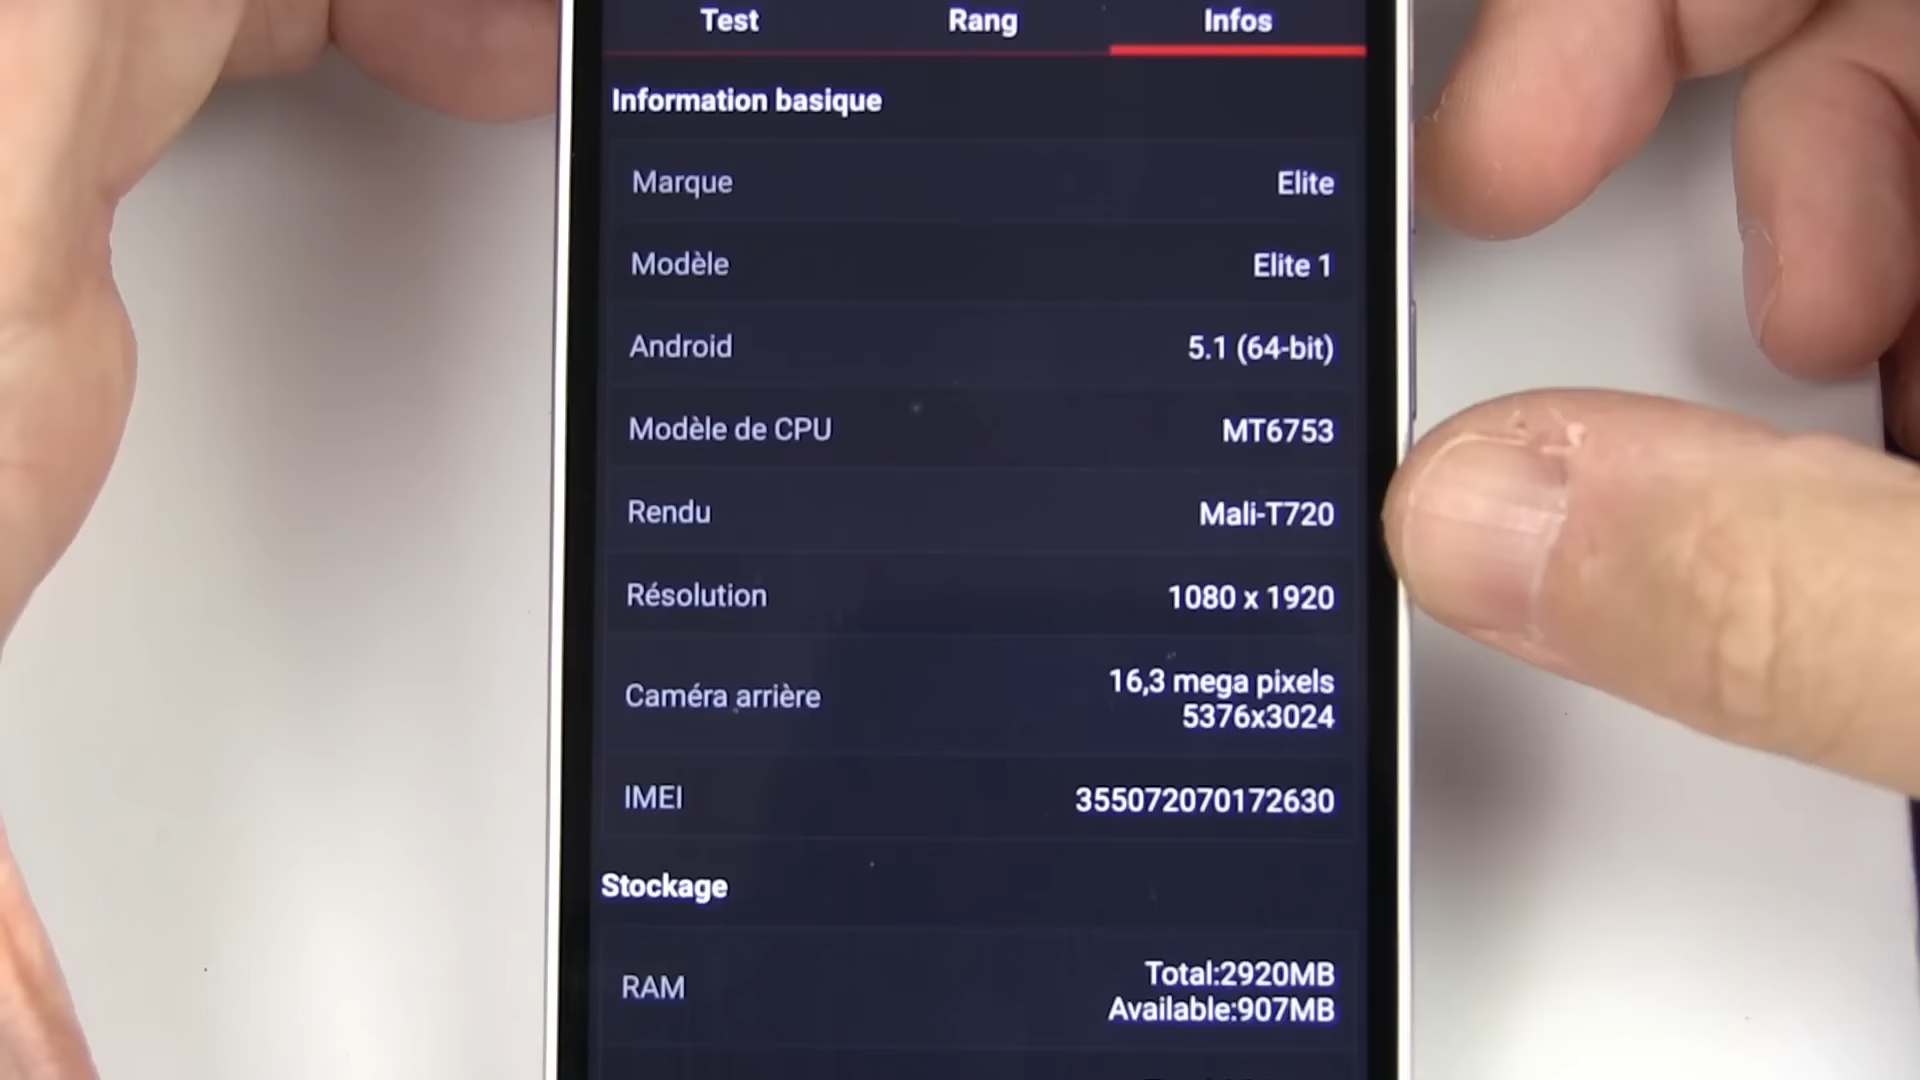 Test Rang Infos
Information basique
Marque Elite
Modèle Elite 1
Android 5.1 (64-bit)
Modèle de CPU MT6753
Rendu Mali-T720
Résolution 1080 x 1920
Caméra arrière 16,3 mega pixels
5376x3024
IMEI 355072070172630
Stockage
RAM Total:2920MB
Available:907MB